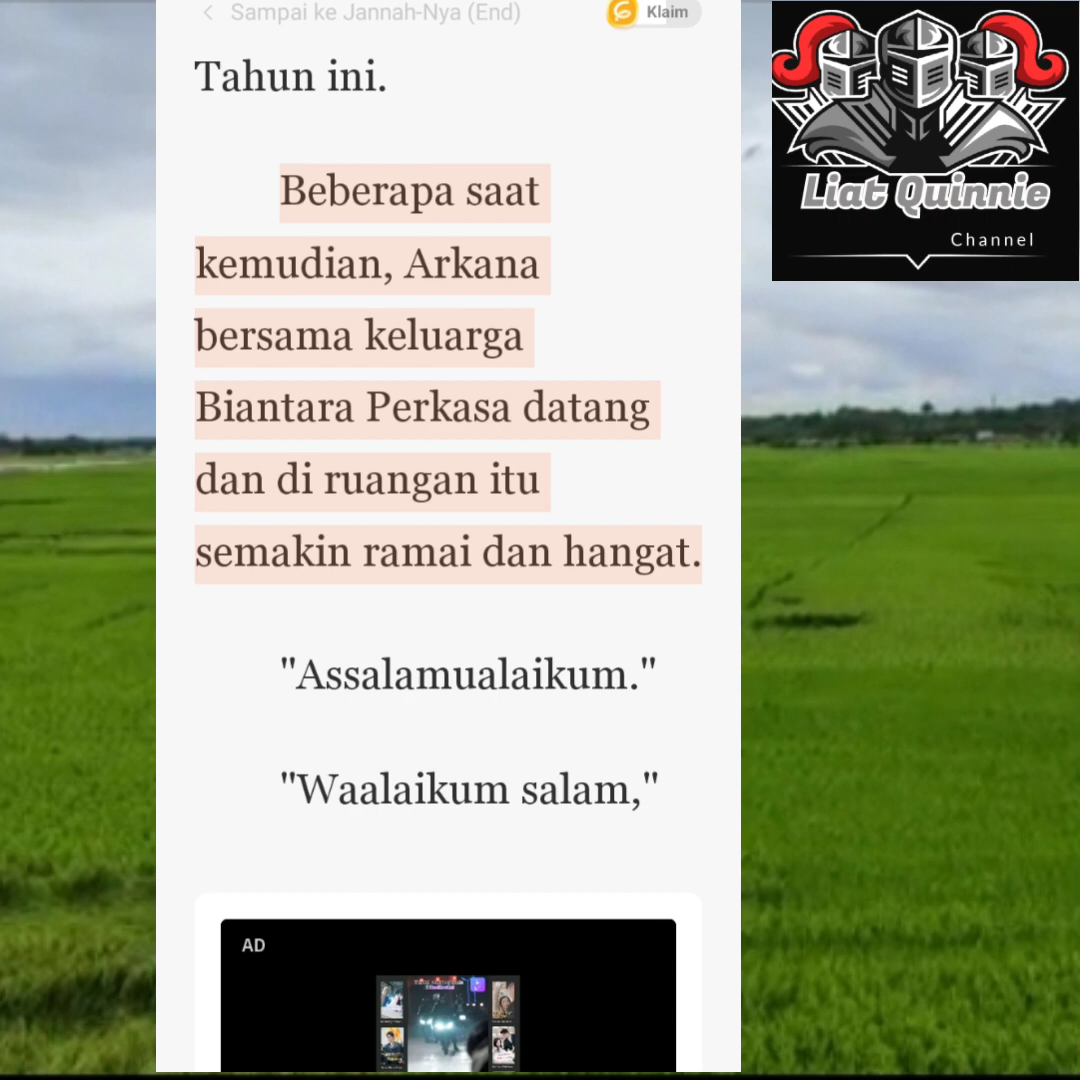 Sampai ke Jannah-Nya (End)
Klaim
Tahun ini.
Beberapa saat
kemudian, Arkana
bersama keluarga
Biantara Perkasa datang
dan di ruangan itu
semakin ramai dan hangat.
"Assalamualaikum."
"Waalaikum salam,"
AD
Liat Quinnie
Channel